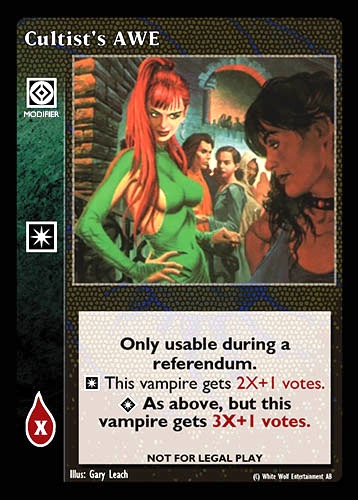 Cultist's AWE
MODIFIER
X
Only usable during a
referendum.
This vampire gets 2X+1 votes.
As above, but this
vampire gets 3X+1 votes.
NOT FOR LEGAL PLAY
Illus: Gary Leach
(C) White Wolf Entertainment AB